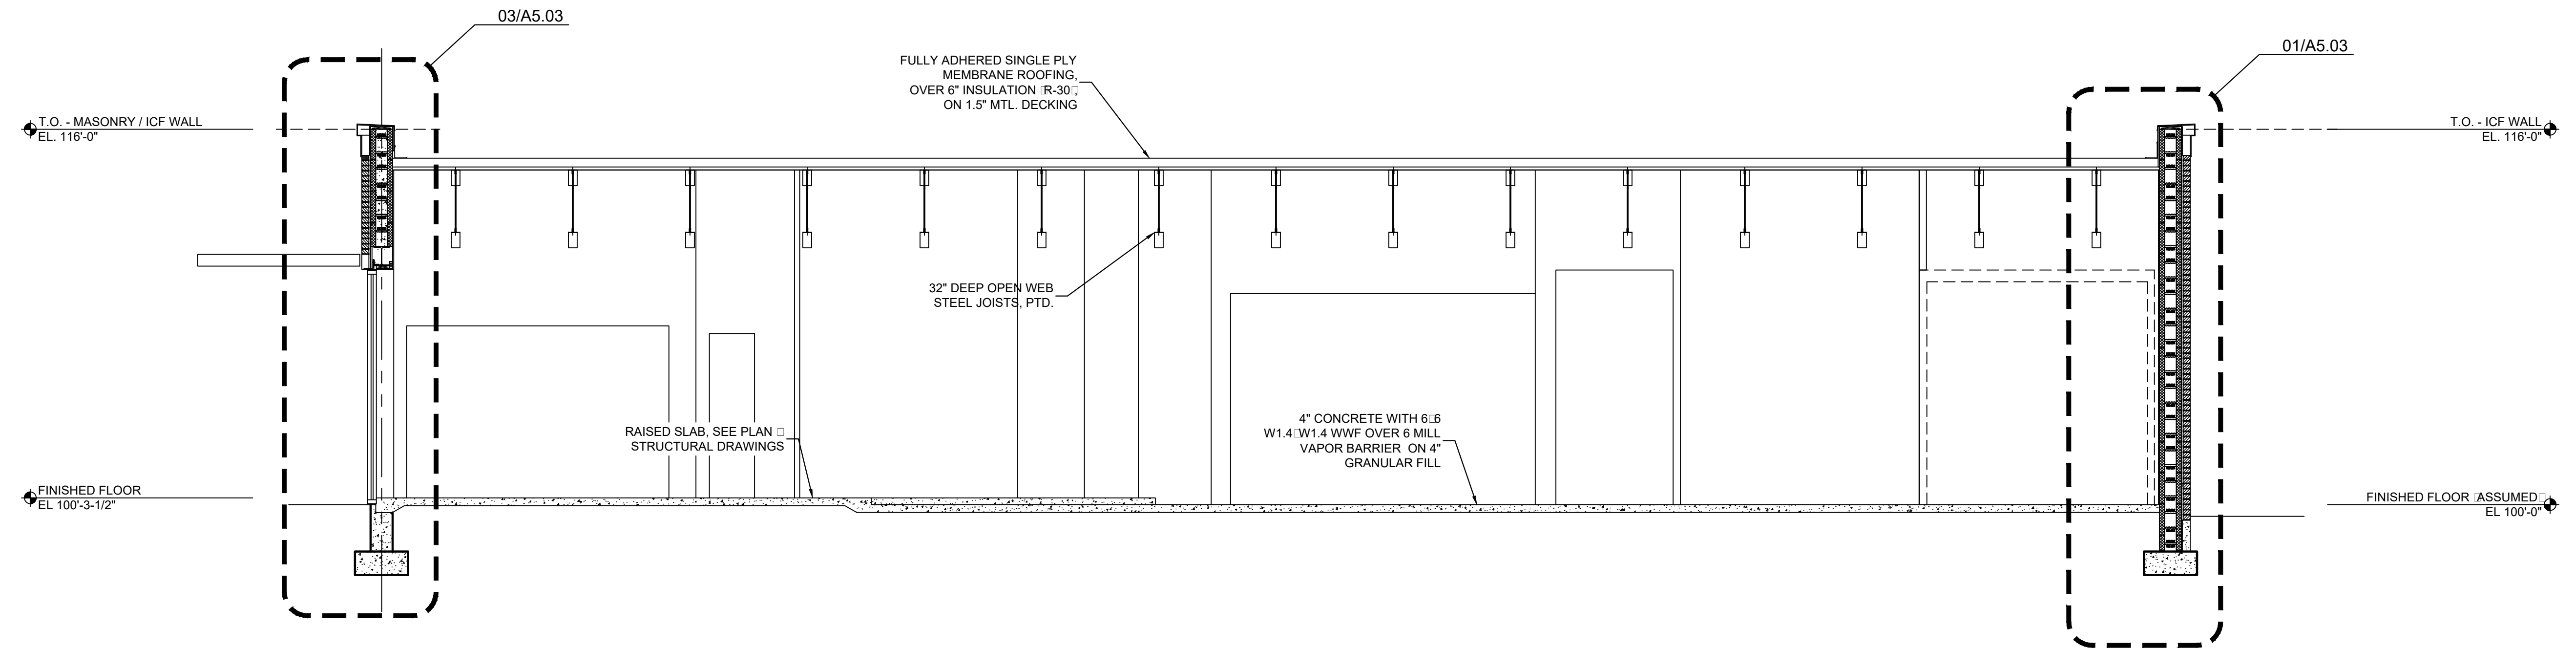 03/A5.03
01/A5.03
FULLY ADHERED SINGLE PLY
MEMBRANE ROOFING,
OVER 6" INSULATION □R-30□,
ON 1.5" MTL. DECKING
T.O. - MASONRY / ICF WALL
EL. 116'-0"
T.O. - ICF WALL
EL. 116'-0"
32" DEEP OPEN WEB
STEEL JOISTS, PTD.
RAISED SLAB, SEE PLAN □
STRUCTURAL DRAWINGS
4" CONCRETE WITH 6□6
W1.4□W1.4 WWF OVER 6 MILL
VAPOR BARRIER ON 4"
GRANULAR FILL
FINISHED FLOOR
EL 100'-3-1/2"
FINISHED FLOOR □ASSUMED□
EL 100'-0"